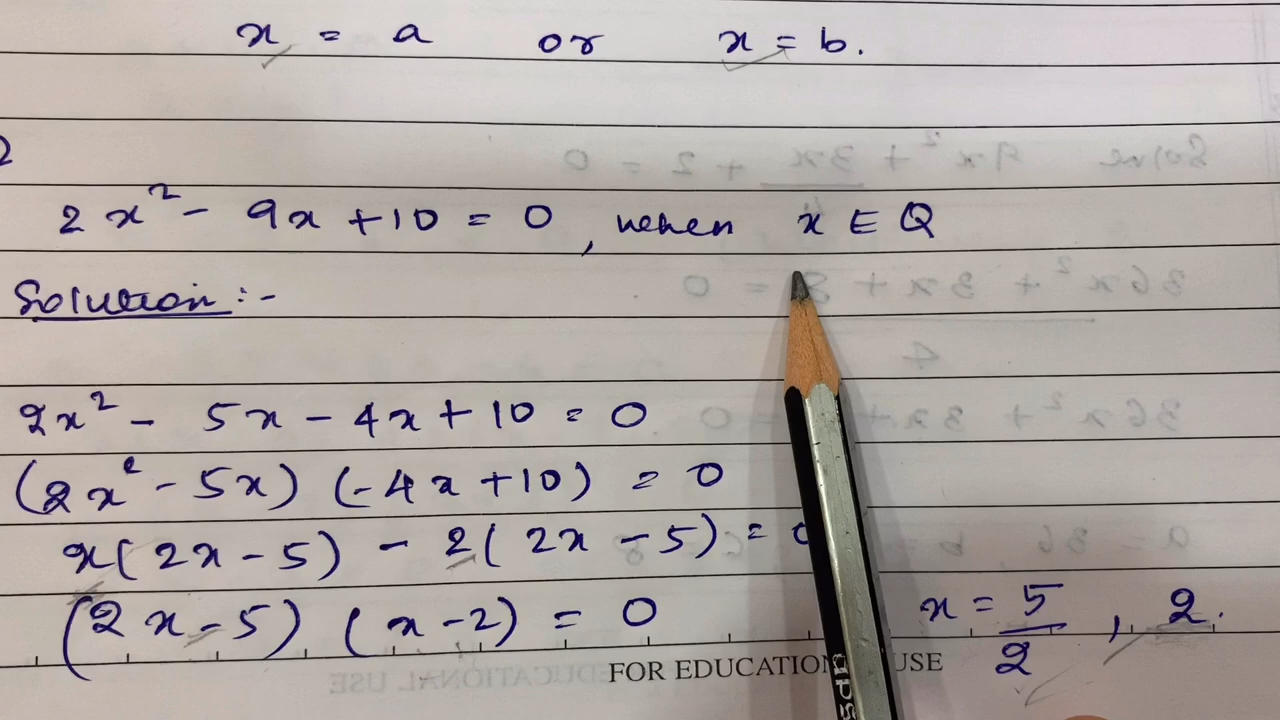 x = a or x = b.
2x² - 9x + 10 = 0, when x ∈ Q
Solution :-
2x² - 5x - 4x + 10 = 0
(2x² - 5x) (-4x + 10) = 0
x(2x - 5) - 2(2x - 5) = 0
(2x - 5) (x - 2) = 0 x = 5/2, 2.
FOR EDUCATION USE